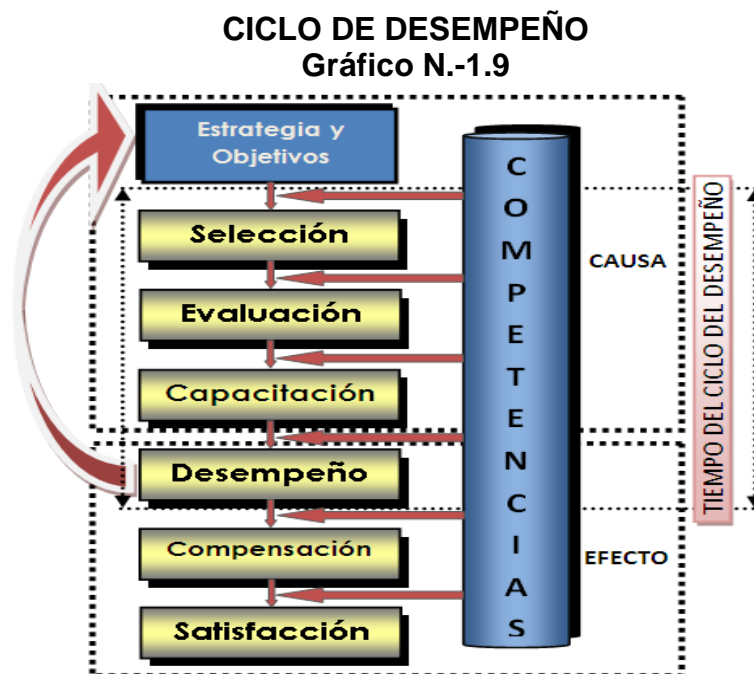 CICLO DE DESEMPEÑO
Gráfico N.-1.9
Estrategia y
Objetivos
Selección
Evaluación
Capacitación
Desempeño
Compensación
Satisfacción
COMPETENCIAS
CAUSA
EFECTO
TIEMPO DEL CICLO DEL DESEMPEÑO